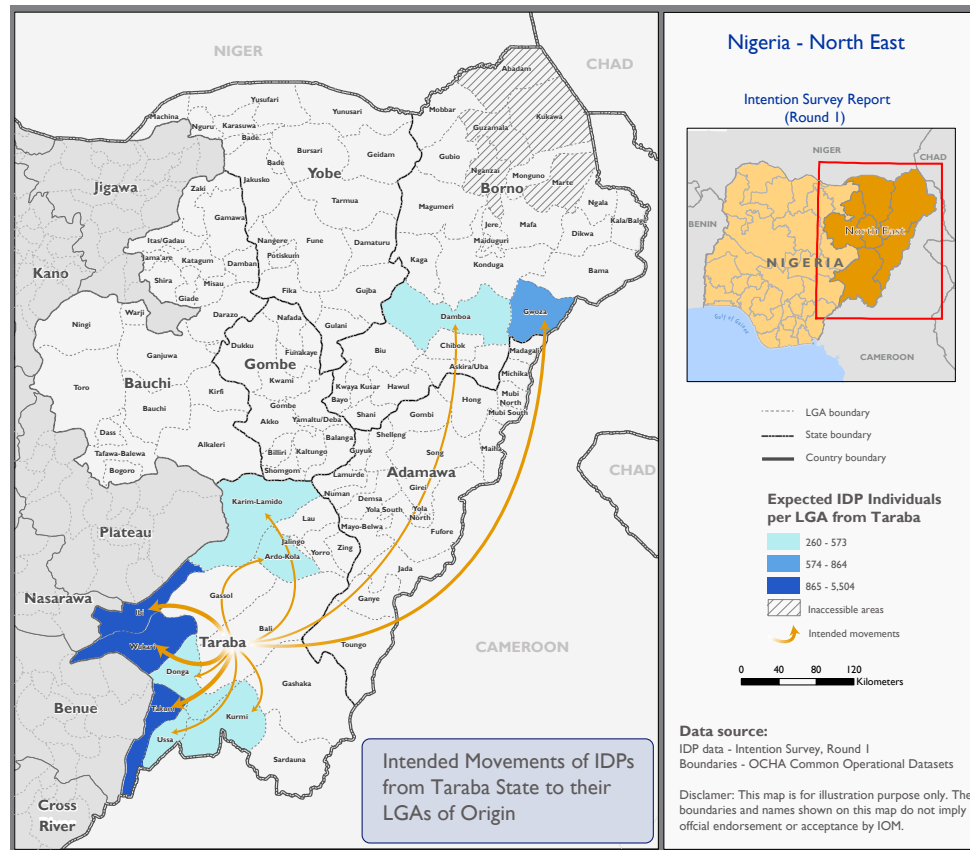 NIGER
CHAD
Abadam
Yusufari
Machina
Yunusari
Mobbar
Kukawa
Nguru
Karasuwa
Guzamala
Bade
Bursari
Geidam
Gubio
Bade
Yobe
Nganzai
Monguno
Jigawa
Jakusko
Borno
Marte
Zaki
Tarmua
Magumeri
Ngala
Gamawa
Jere
Mafa
Kala/Balge
Itas/Gadau
Nangere
Fune
Damaturu
Maiduguri
Dikwa
Jama'are
Katagum
Damban
Potiskum
Kaga
Konduga
Kano
Shira
Misau
Bama
Giade
Fika
Gujba
Ningi
Warji
Darazo
Nafada
Gulani
Damboa
Gwoza
Dukku
Funakaye
Chibok
Madagali
Ganjuwa
Gombe
Biu
Askira/Uba
Michika
Toro
Bauchi
Kirfi
Kwami
Kwaya Kusar
Hawul
Hong
Mubi
North
Bauchi
Gombe
Bayo
Mubi South
Akko
Yamaltu/Deba
Shani
Gombi
Dass
Alkaleri
Balanga
Shelleng
Tafawa-Balewa
Billiri
Kaltungo
Guyuk
Song
Maiha
Bogoro
Shomgom
Lamurde
Adamawa
CHAD
Karim-Lamido
Numan
Demsa
Girei
Yola South
Yola
North
Plateau
Lau
Mayo-Belwa
Fufore
Jalingo
Ardo-Kola
Yorro
Zing
Jada
Nasarawa
Gassol
Ganye
Ibi
Bali
Wukari
Taraba
Toungo
CAMEROON
Donga
Gashaka
Benue
Takum
Kurmi
Ussa
Sardauna
Cross
River
Intended Movements of IDPs
from Taraba State to their
LGAs of Origin
Nigeria - North East
Intention Survey Report
(Round 1)
NIGER
CHAD
BENIN
North East
NIGERIA
Gulf of Guinea
CAMEROON
LGA boundary
State boundary
Country boundary
Expected IDP Individuals
per LGA from Taraba
260 - 573
574 - 864
865 - 5,504
Inaccessible areas
Intended movements
0 40 80 120
Kilometers
Data source:
IDP data - Intention Survey, Round 1
Boundaries - OCHA Common Operational Datasets
Disclamer: This map is for illustration purpose only. The
boundaries and names shown on this map do not imply
offcial endorsement or acceptance by IOM.